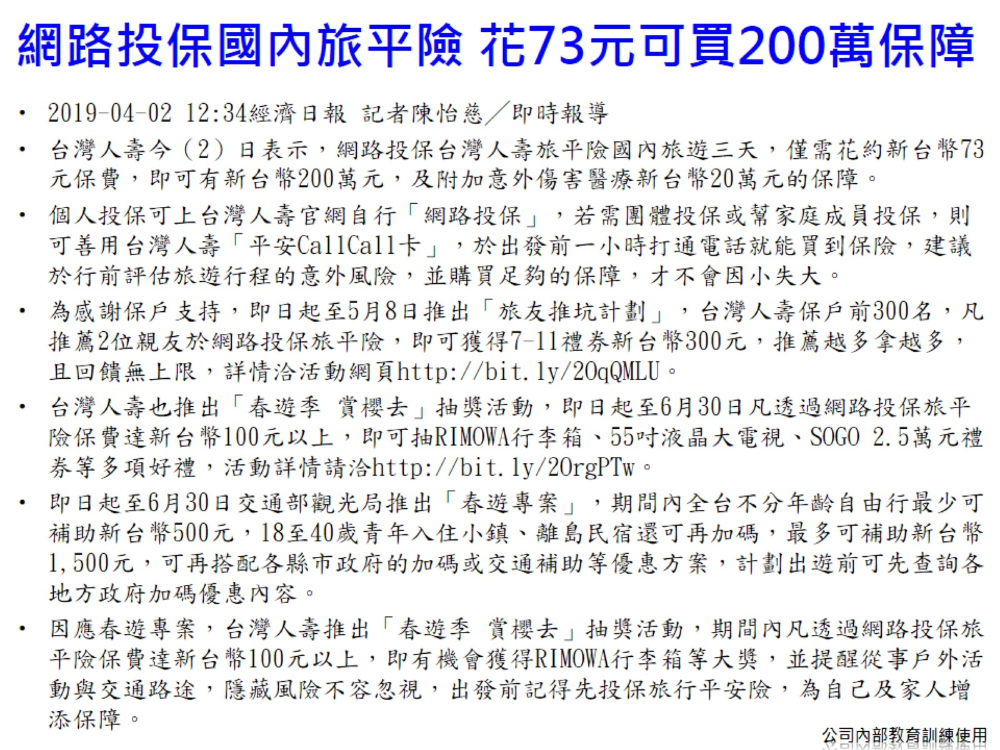 網路投保國內旅平險 花73元可買200萬保障
• 2019-04-02 12:34經濟日報 記者陳怡慈╱即時報導
• 台灣人壽今（2）日表示，網路投保台灣人壽旅平險國內旅遊三天，僅需花約新台幣73
元保費，即可有新台幣200萬元，及附加意外傷害醫療新台幣20萬元的保障。
• 個人投保可上台灣人壽官網自行「網路投保」，若需團體投保或幫家庭成員投保，則
可善用台灣人壽「平安CallCall卡」，於出發前一小時打通電話就能買到保險，建議
於行前評估旅遊行程的意外風險，並購買足夠的保障，才不會因小失大。
• 為感謝保戶支持，即日起至5月8日推出「旅友推坑計劃」，台灣人壽保戶前300名，凡
推薦2位親友於網路投保旅平險，即可獲得7-11禮券新台幣300元，推薦越多拿越多，
且回饋無上限，詳情洽活動網頁http://bit.ly/2OqQMLU。
• 台灣人壽也推出「春遊季 賞櫻去」抽獎活動，即日起至6月30日凡透過網路投保旅平
險保費達新台幣100元以上，即可抽RIMOWA行李箱、55吋液晶大電視、SOGO 2.5萬元禮
券等多項好禮，活動詳情請洽http://bit.ly/2OrgPTw。
• 即日起至6月30日交通部觀光局推出「春遊專案」，期間內全台不分年齡自由行最少可
補助新台幣500元，18至40歲青年入住小鎮、離島民宿還可再加碼，最多可補助新台幣
1,500元，可再搭配各縣市政府的加碼或交通補助等優惠方案，計劃出遊前可先查詢各
地方政府加碼優惠內容。
• 因應春遊專案，台灣人壽推出「春遊季 賞櫻去」抽獎活動，期間內凡透過網路投保旅
平險保費達新台幣100元以上，即有機會獲得RIMOWA行李箱等大獎，並提醒從事戶外活
動與交通路途，隱藏風險不容忽視，出發前記得先投保旅行平安險，為自己及家人增
添保障。
公司內部教育訓練使用